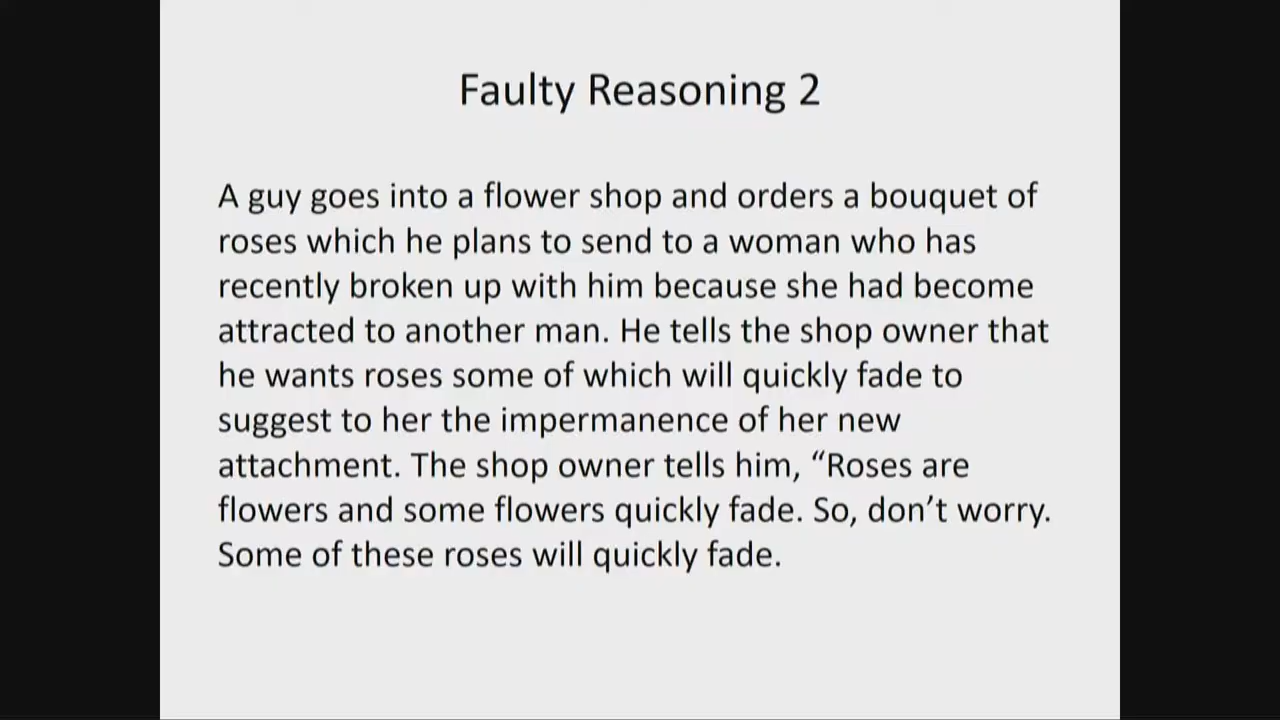 Faulty Reasoning 2
A guy goes into a flower shop and orders a bouquet of
roses which he plans to send to a woman who has
recently broken up with him because she had become
attracted to another man. He tells the shop owner that
he wants roses some of which will quickly fade to
suggest to her the impermanence of her new
attachment. The shop owner tells him, “Roses are
flowers and some flowers quickly fade. So, don’t worry.
Some of these roses will quickly fade.